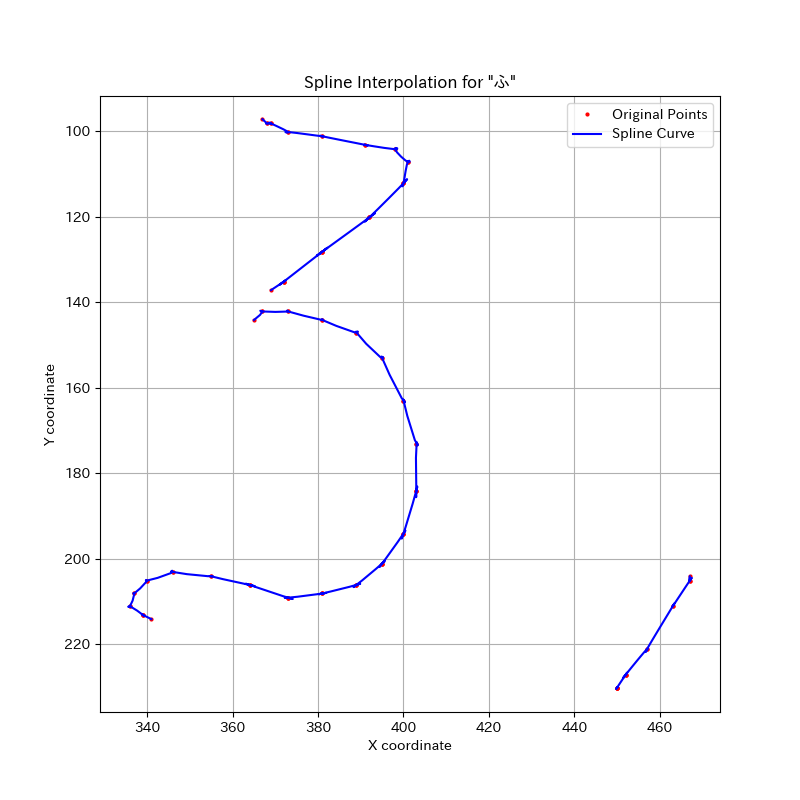 Spline Interpolation for "ふ"
Original Points
Spline Curve
Y coordinate
100
120
140
160
180
200
220
340 360 380 400 420 440 460
X coordinate